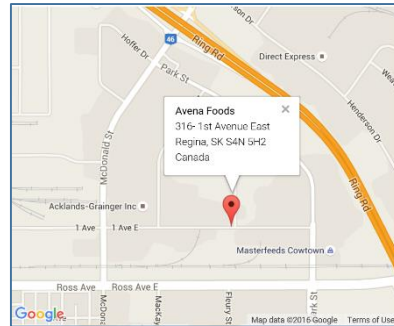 Hoffer Dr
46
Ring Rd
Direct Express
Park St
McDonald St
Avena Foods
316- 1st Avenue East
Regina, SK S4N 5H2
Canada
Henderson Dr
Ring Rd
Acklands-Grainger Inc
1 Ave
1 Ave E
Masterfeeds Cowtown
Ross Ave
Ross Ave E
Fleury St
Google
Map data ©2016 Google
Terms of Use